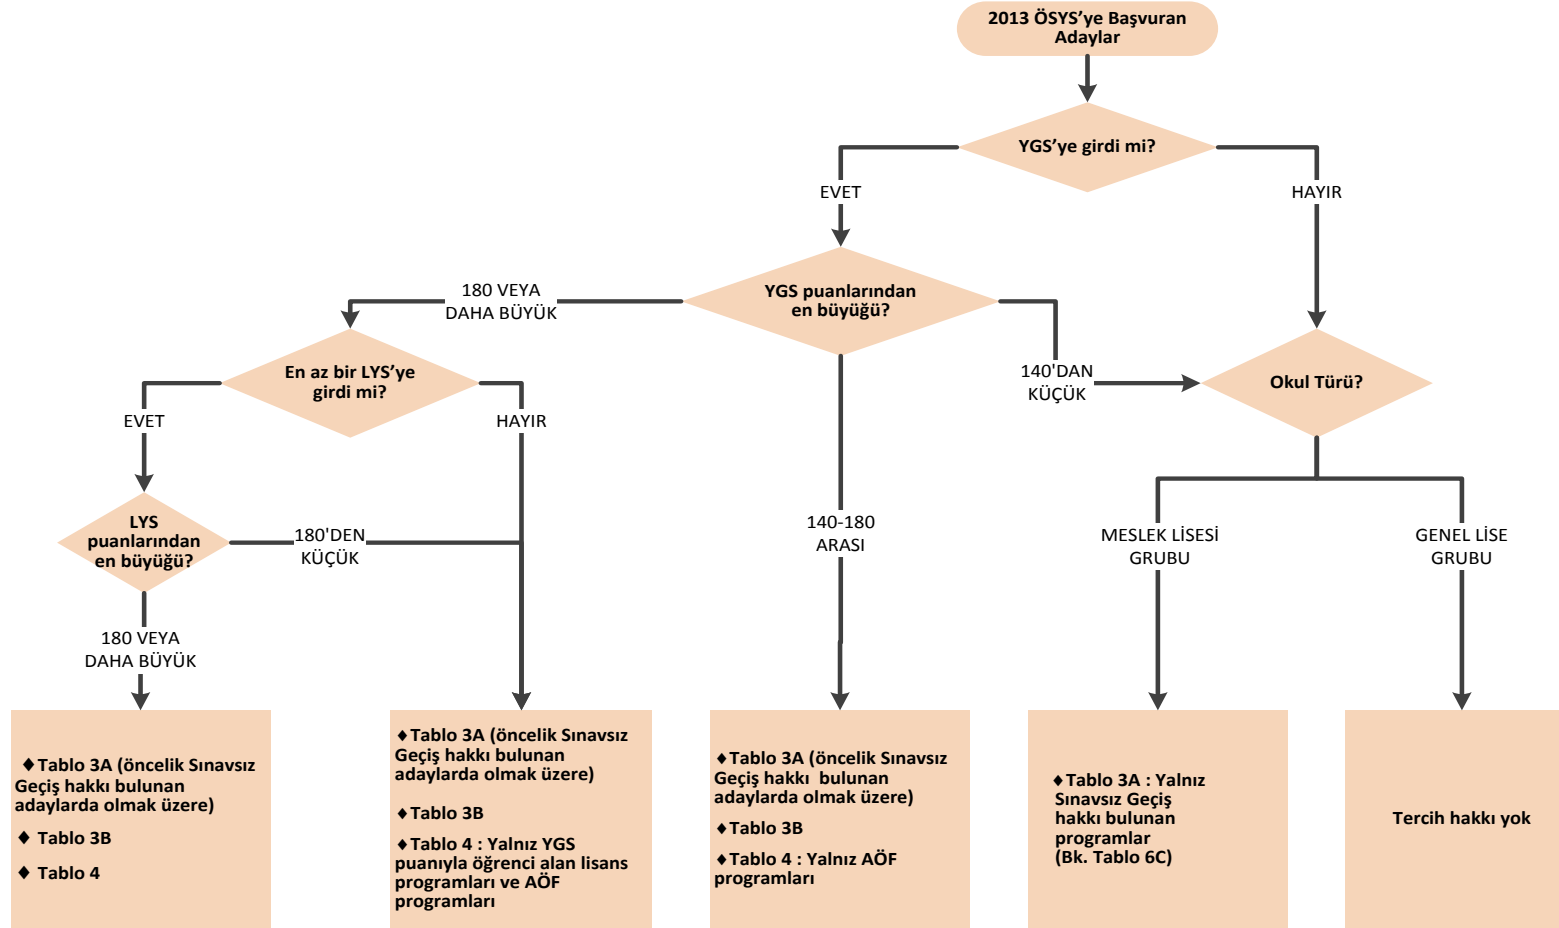 2013 ÖSYS’ye Başvuran
Adaylar
YGS’ye girdi mi?
EVET
HAYIR
YGS puanlarından
en büyüğü?
180 VEYA
DAHA BÜYÜK
140'DAN
KÜÇÜK
En az bir LYS’ye
girdi mi?
Okul Türü?
EVET
HAYIR
LYS
puanlarından
en büyüğü?
180'DEN
KÜÇÜK
140-180
ARASI
MESLEK LİSESİ
GRUBU
GENEL LİSE
GRUBU
180 VEYA
DAHA BÜYÜK
♦Tablo 3A (öncelik Sınavsız
Geçiş hakkı bulunan
adaylarda olmak üzere)
♦ Tablo 3B
♦ Tablo 4
♦Tablo 3A (öncelik Sınavsız
Geçiş hakkı bulunan
adaylarda olmak üzere)
♦Tablo 3B
♦Tablo 4 : Yalnız YGS
puanıyla öğrenci alan lisans
programları ve AÖF
programları
♦Tablo 3A (öncelik Sınavsız
Geçiş hakkı bulunan
adaylarda olmak üzere)
♦Tablo 3B
♦Tablo 4 : Yalnız AÖF
programları
♦Tablo 3A : Yalnız
Sınavsız Geçiş
hakkı bulunan
programlar
(Bk. Tablo 6C)
Tercih hakkı yok